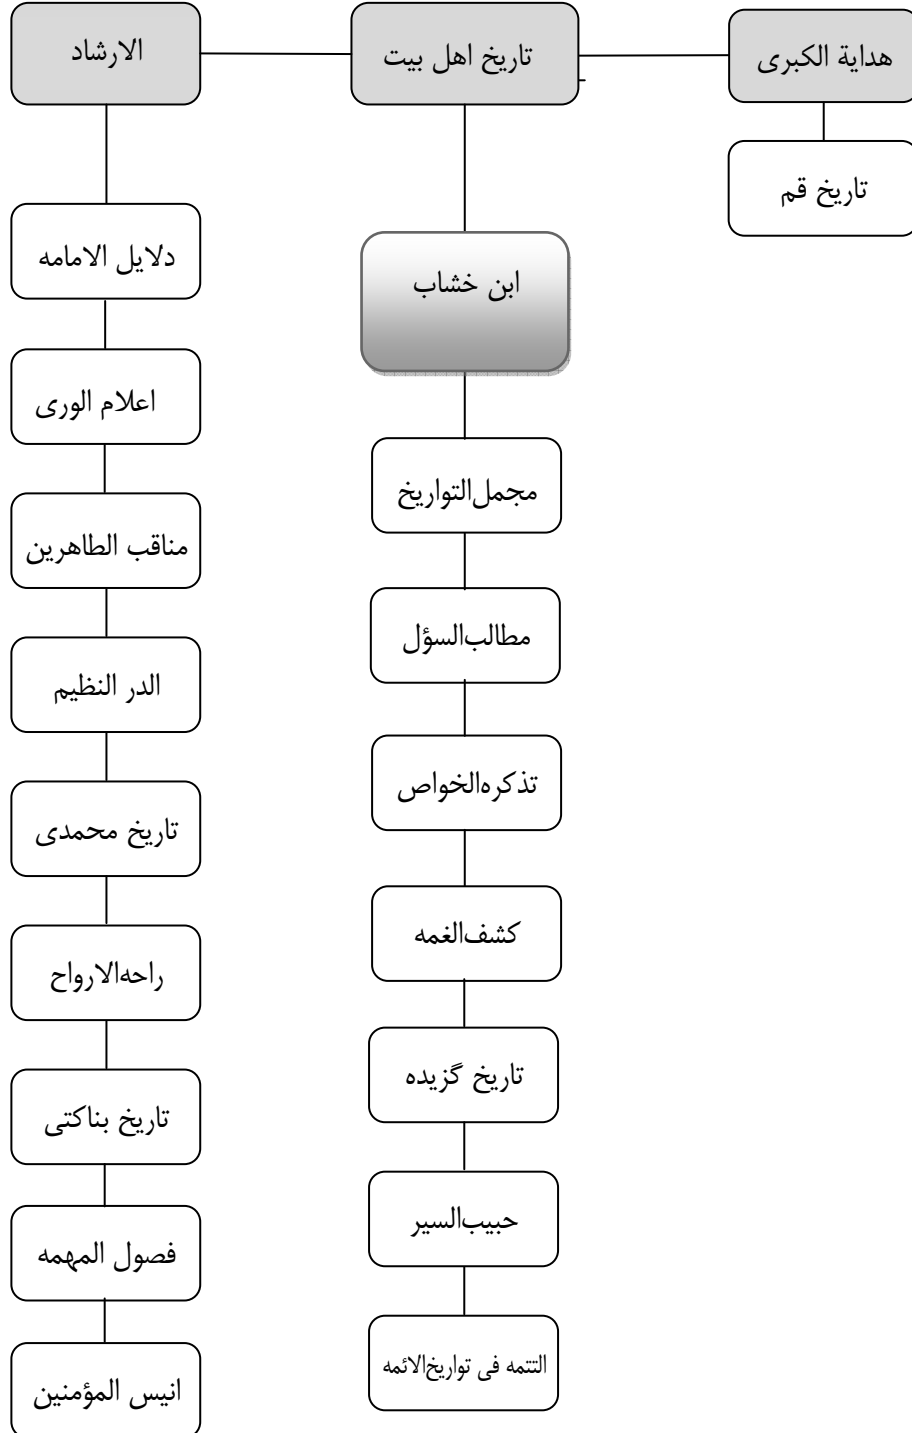 هدایة الکبری
تاریخ قم
تاریخ اهل بیت
ابن خشاب
مجمل‌التواریخ
مطالب‌السؤل
تذکره‌الخواص
کشف‌الغمه
تاریخ گزیده
حبیب‌السیر
التتمه فی تواریخ‌الائمه
الارشاد
دلایل الامامه
اعلام الوری
مناقب الطاهرین
الدر النظیم
تاریخ محمدی
راحه‌الارواح
تاریخ بناکتی
فصول المهمه
انیس المؤمنین